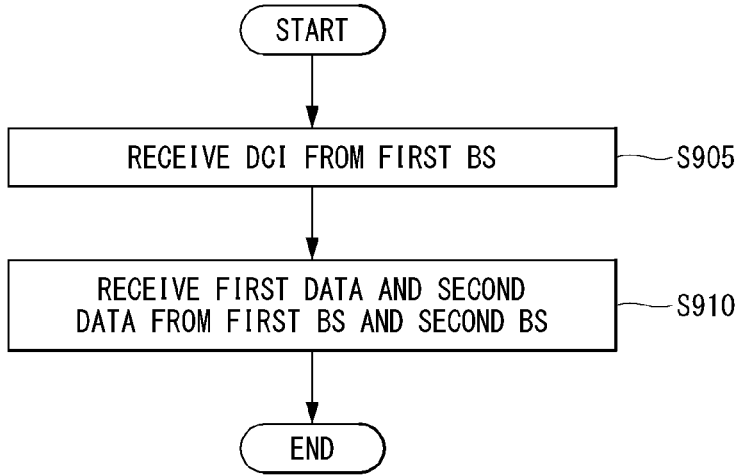 START
RECEIVE DCI FROM FIRST BS
S905
RECEIVE FIRST DATA AND SECOND
DATA FROM FIRST BS AND SECOND BS
S910
END